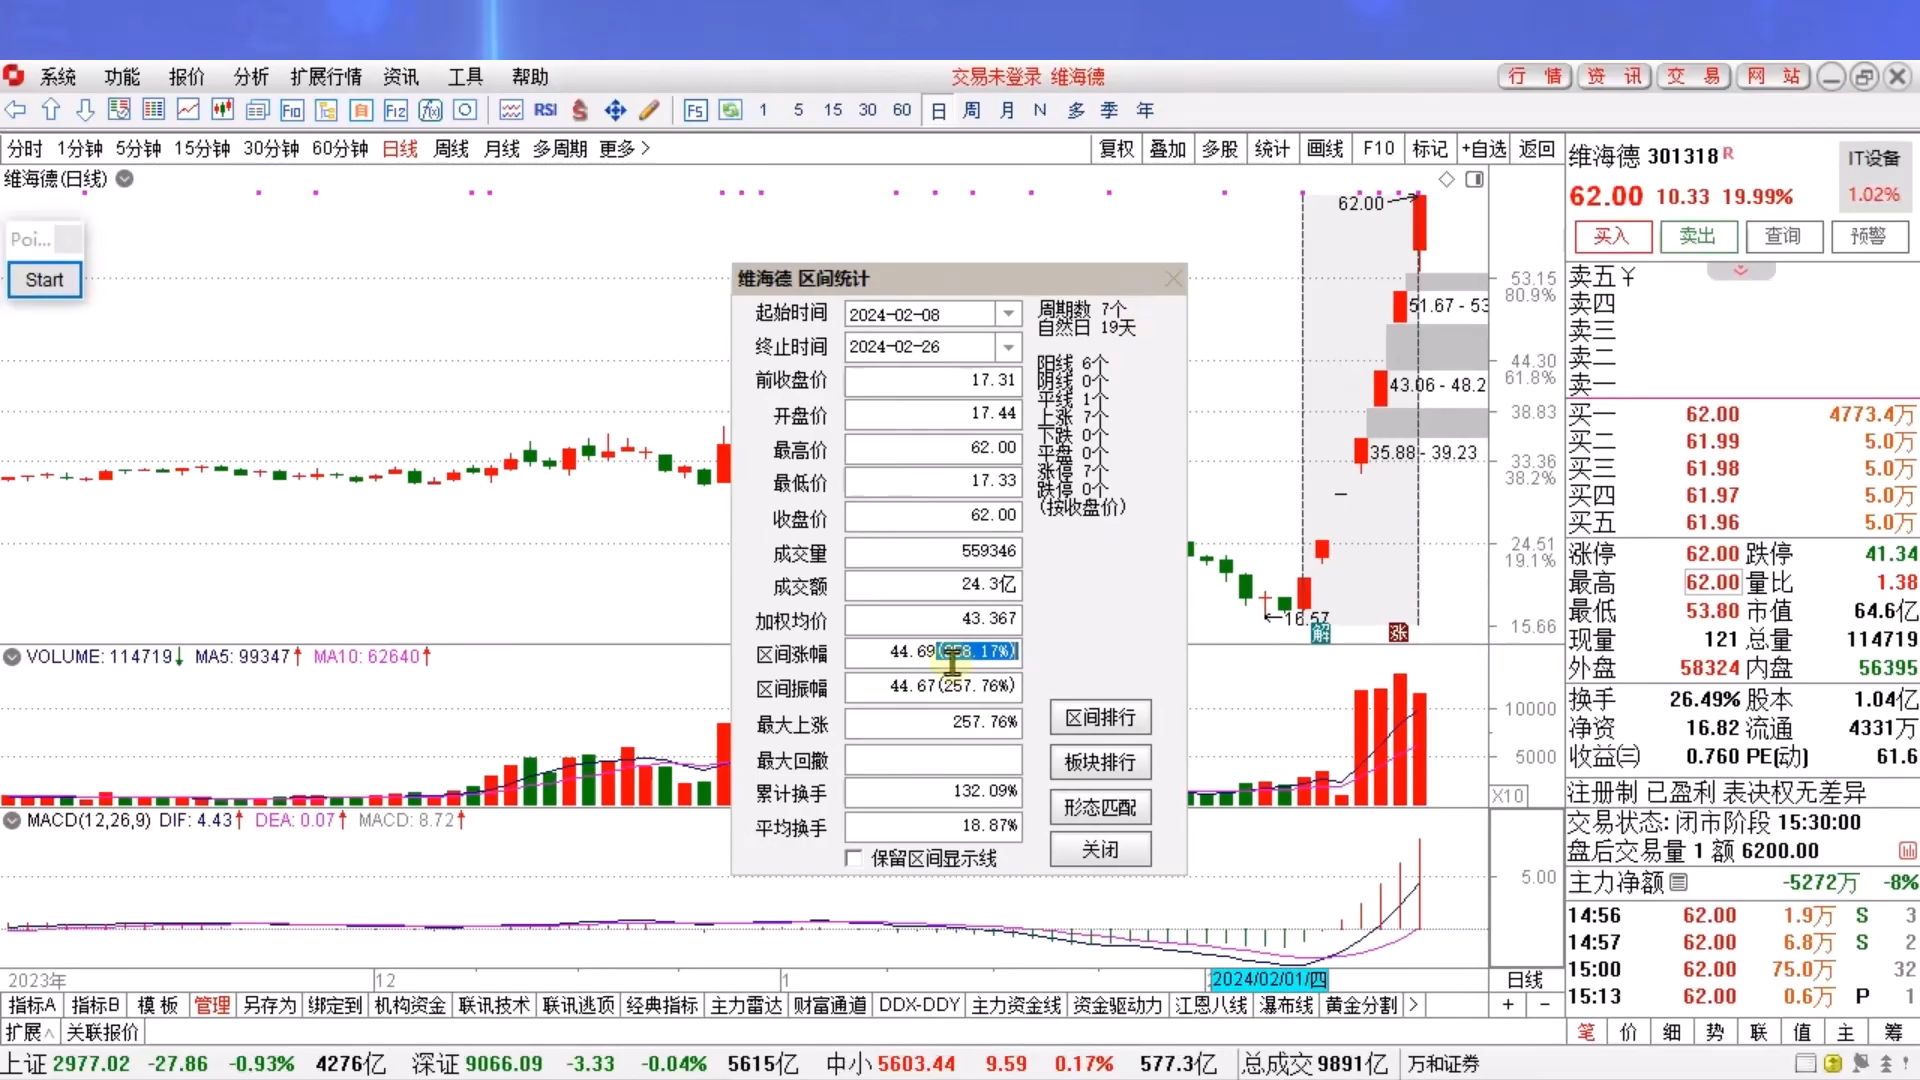 系统 功能 报价 分析 扩展行情 资讯 工具 帮助 交易未登录 维海德 行情 资讯 交易 网站
F10 F12 RSI F5 1 5 15 30 60 日 周 月 N 多 季 年
分时 1分钟 5分钟 15分钟 30分钟 60分钟 日线 周线 月线 多周期 更多> 复权 叠加 多股 统计 画线 F10 标记 +自选 返回
维海德(日线)
Poi...
Start
62.00
51.67 - 53
43.06 - 48.2
35.88 - 39.23
←16.57
解 涨
53.15
80.9%
44.30
61.8%
38.83
33.36
38.2%
24.51
19.1%
15.66
维海德 区间统计
起始时间 2024-02-08
终止时间 2024-02-26
前收盘价 17.31
开盘价 17.44
最高价 62.00
最低价 17.33
收盘价 62.00
成交量 559346
成交额 24.3亿
加权均价 43.367
区间涨幅 44.69
区间振幅 44.67(257.76%)
最大上涨 257.76%
最大回撤
累计换手 132.09%
平均换手 18.87%
保留区间显示线
周期数 7个
自然日 19天
阳线 6个
阴线 0个
平线 1个
上涨 7个
下跌 0个
平盘 0个
涨停 7个
跌停 0个
(按收盘价)
区间排行
板块排行
形态匹配
关闭
VOLUME: 114719↓ MA5: 99347↑ MA10: 62640↑
10000
5000
X10
MACD(12,26,9) DIF: 4.43↑ DEA: 0.07↑ MACD: 8.72↑
5.00
2023年 12 1 2024/02/01/四 日线
指标A 指标B 模板 管理 另存为 绑定到 机构资金 联讯技术 联讯逃顶 经典指标 主力雷达 财富通道 DDX-DDY 主力资金线 资金驱动力 江恩八线 瀑布线 黄金分割 > + -
扩展∧ 关联报价
维海德 301318 R
62.00 10.33 19.99%
IT设备
1.02%
买入 卖出 查询 预警
卖五 ¥
卖四
卖三
卖二
卖一
买一 62.00 4773.4万
买二 61.99 5.0万
买三 61.98 5.0万
买四 61.97 5.0万
买五 61.96 5.0万
涨停 62.00 跌停 41.34
最高 62.00 量比 1.38
最低 53.80 市值 64.6亿
现量 121 总量 114719
外盘 58324 内盘 56395
换手 26.49% 股本 1.04亿
净资 16.82 流通 4331万
收益(三) 0.760 PE(动) 61.6
注册制 已盈利 表决权无差异
交易状态: 闭市阶段 15:30:00
盘后交易量 1 额 6200.00
主力净额 -5272万 -8%
14:56 62.00 1.9万 S 3
14:57 62.00 6.8万 S 2
15:00 62.00 75.0万 32
15:13 62.00 0.6万 P 1
笔 价 细 势 联 值 主 筹
上证 2977.02 -27.86 -0.93% 4276亿 深证 9066.09 -3.33 -0.04% 5615亿 中小 5603.44 9.59 0.17% 577.3亿 总成交 9891亿 万和证券